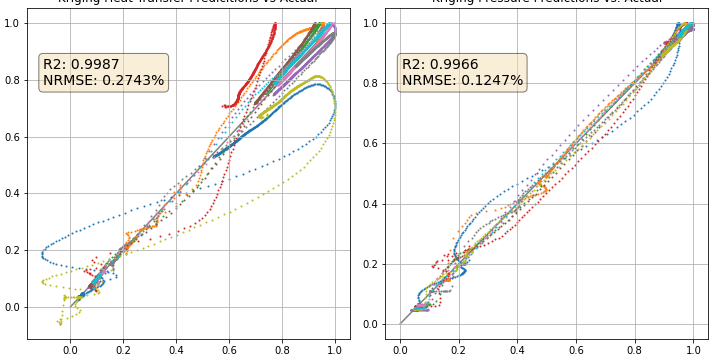 Kriging Heat Transfer Predicitions vs Actual
Kriging Pressure Predicitions vs. Actual
R2: 0.9987
NRMSE: 0.2743%
R2: 0.9966
NRMSE: 0.1247%
1.0
0.8
0.6
0.4
0.2
0.0
0.0 0.2 0.4 0.6 0.8 1.0
1.0
0.8
0.6
0.4
0.2
0.0
0.0 0.2 0.4 0.6 0.8 1.0